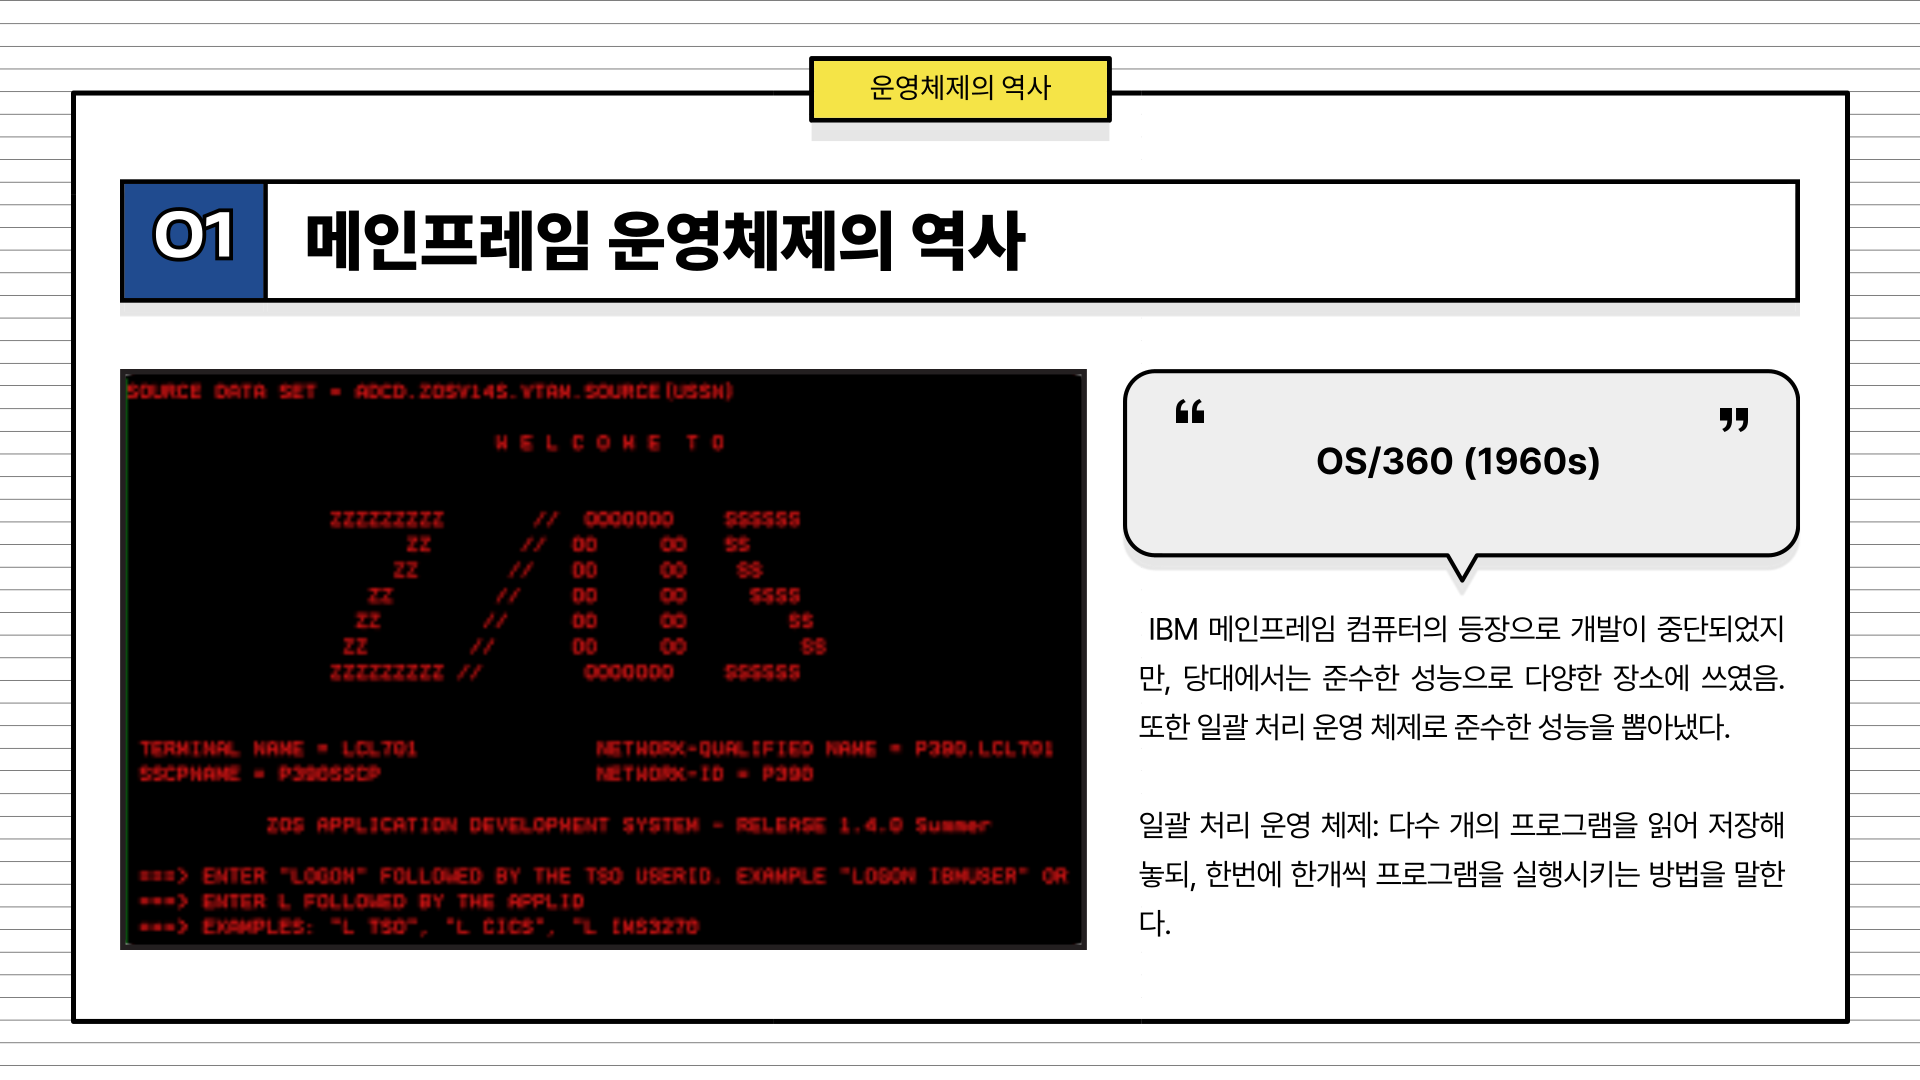 운영체제의 역사
01
메인프레임 운영체제의 역사
SOURCE DATA SET = ADCD.ZOSV14S.VTAM.SOURCE(USSN)
W E L C O M E  T O
ZZZZZZZZZ // OOOOOOO SSSSSS
ZZ // OO OO SS
ZZ // OO OO SS
ZZ // OO OO SSSS
ZZ // OO OO SS
ZZ // OO OO SS
ZZZZZZZZZ // OOOOOOO SSSSSS
TERMINAL NAME = LCL701 NETWORK-QUALIFIED NAME = P390.LCL701
SSCPNAME = P390SSCP NETWORK-ID = P390
ZOS APPLICATION DEVELOPMENT SYSTEM - RELEASE 1.4.0 Summer
===> ENTER "LOGON" FOLLOWED BY THE TSO USERID. EXAMPLE "LOGON IBMUSER" OR
===> ENTER L FOLLOWED BY THE APPLID
===> EXAMPLES: "L TSO", "L CICS", "L IMS3270
“ ”
OS/360 (1960s)
IBM 메인프레임 컴퓨터의 등장으로 개발이 중단되었지
만, 당대에서는 준수한 성능으로 다양한 장소에 쓰였음.
또한 일괄 처리 운영 체제로 준수한 성능을 뽑아냈다.
일괄 처리 운영 체제: 다수 개의 프로그램을 읽어 저장해
놓되, 한번에 한개씩 프로그램을 실행시키는 방법을 말한
다.